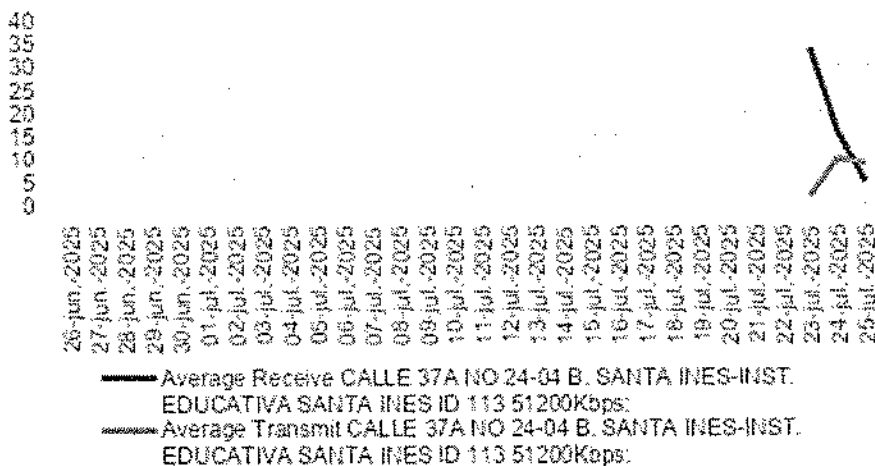 40
35
30
25
20
15
10
5
0
26-jun.-2025
27-jun.-2025
28-jun.-2025
29-jun.-2025
30-jun.-2025
01-jul.-2025
02-jul.-2025
03-jul.-2025
04-jul.-2025
05-jul.-2025
06-jul.-2025
07-jul.-2025
08-jul.-2025
09-jul.-2025
10-jul.-2025
11-jul.-2025
12-jul.-2025
13-jul.-2025
14-jul.-2025
15-jul.-2025
16-jul.-2025
17-jul.-2025
18-jul.-2025
19-jul.-2025
20-jul.-2025
21-jul.-2025
22-jul.-2025
23-jul.-2025
24-jul.-2025
25-jul.-2025
Average Receive CALLE 37A NO 24-04 B. SANTA INES-INST.
EDUCATIVA SANTA INES ID 113 51200Kbps:
Average Transmit CALLE 37A NO 24-04 B. SANTA INES-INST.
EDUCATIVA SANTA INES ID 113 51200Kbps: